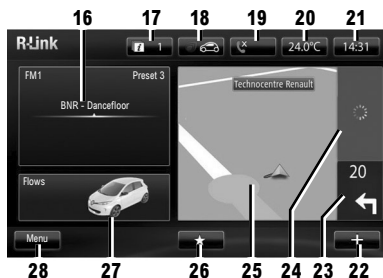 16 17 18 19 20 21
R-Link
1 24.0°C 14:31
FM1 Preset 3
BNR - Dancefloor
Technocentre Renault
Flows
20
Menu
28 27 26 25 24 23 22